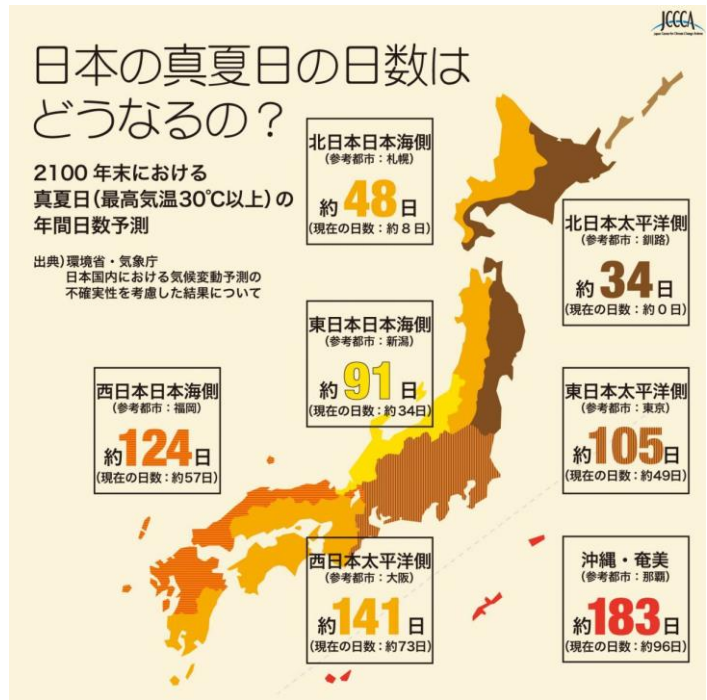 JCCCA
日本の真夏日の日数は
どうなるの？
2100 年末における
真夏日（最高気温30℃以上）の
年間日数予測
出典）環境省・気象庁
日本国内における気候変動予測の
不確実性を考慮した結果について
北日本日本海側
（参考都市：札幌）
約48日
（現在の日数：約８日）
北日本太平洋側
（参考都市：釧路）
約34日
（現在の日数：約０日）
東日本日本海側
（参考都市：新潟）
約91日
（現在の日数：約34日）
西日本日本海側
（参考都市：福岡）
約124日
（現在の日数：約57日）
東日本太平洋側
（参考都市：東京）
約105日
（現在の日数：約49日）
西日本太平洋側
（参考都市：大阪）
約141日
（現在の日数：約73日）
沖縄・奄美
（参考都市：那覇）
約183日
（現在の日数：約96日）